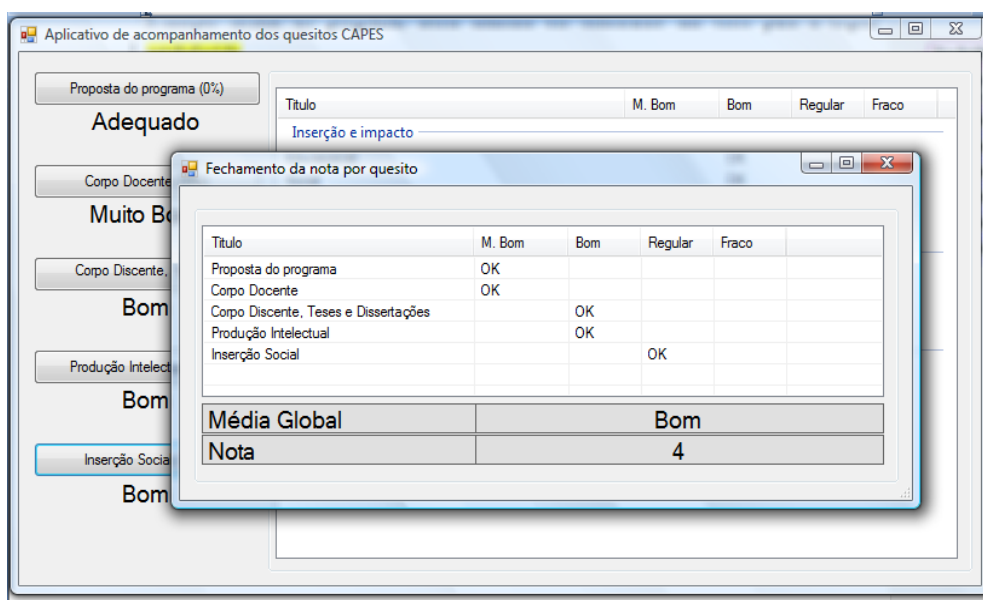 Aplicativo de acompanhamento dos quesitos CAPES
Proposta do programa (0%)
Adequado
Corpo Docente
Muito
Corpo Discente,
Bom
Produção
Bom
Inserção
Bom
Titulo M. Bom Bom Regular Fraco
Inserção e impacto
Fechamento da nota por quesito
Titulo M. Bom Bom Regular Fraco
Proposta do programa OK
Corpo Docente OK
Corpo Discente, Teses e Dissertações OK
Produção Intelectual OK
Inserção Social OK
Média Global Bom
Nota 4